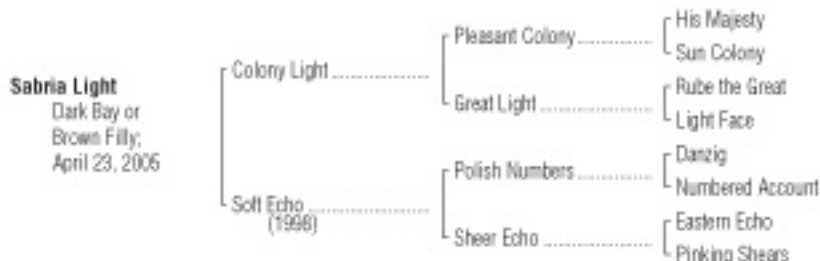 His Majesty
Pleasant Colony
Sun Colony
Colony Light
Sabria Light
Rube the Great
Dark Bay or
Great Light
Light Face
Brown Filly;
April 23, 2005
Danzig
Polish Numbers
Numbered Account
Soft Echo
(1998)
Eastern Echo
Sheer Echo
Pinking Shears